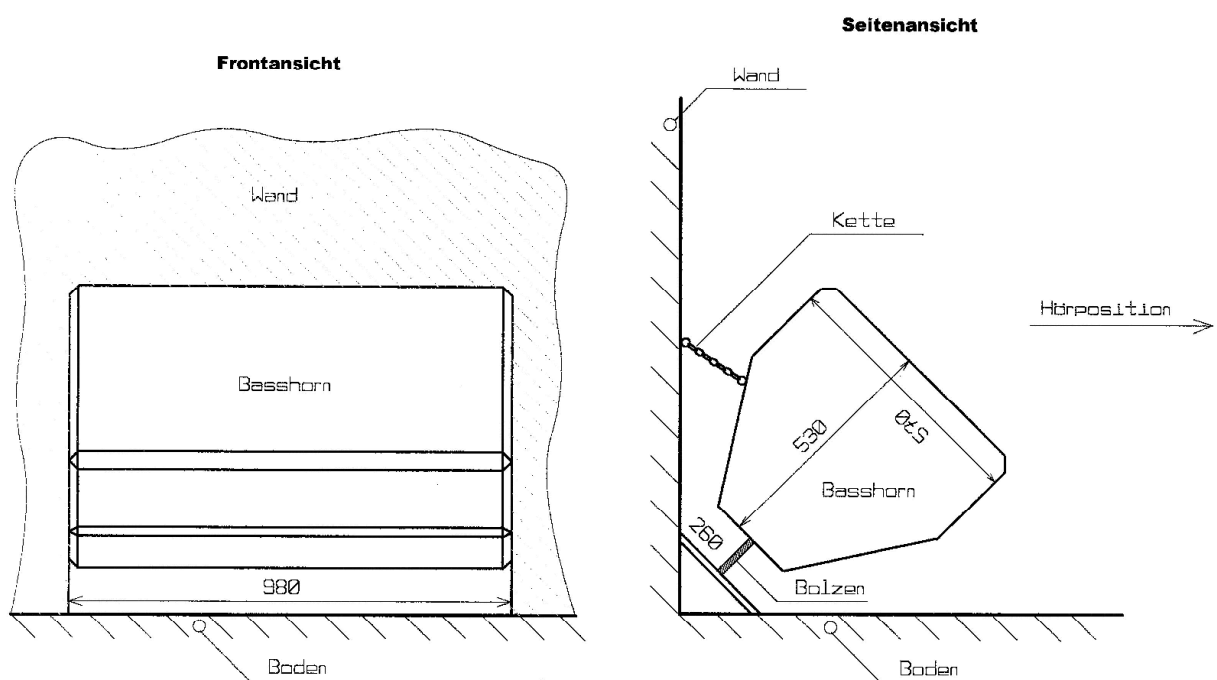 Frontansicht
Wand
Basshorn
980
Boden
Seitenansicht
Wand
Kette
Hörposition
530
570
Basshorn
260
Bolzen
Boden